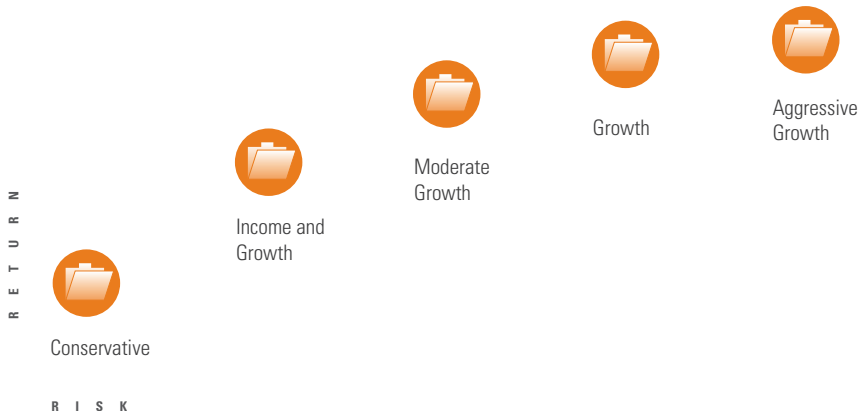 Aggressive
Growth
Growth
Moderate
Growth
Income and
Growth
RETURN
Conservative
RISK